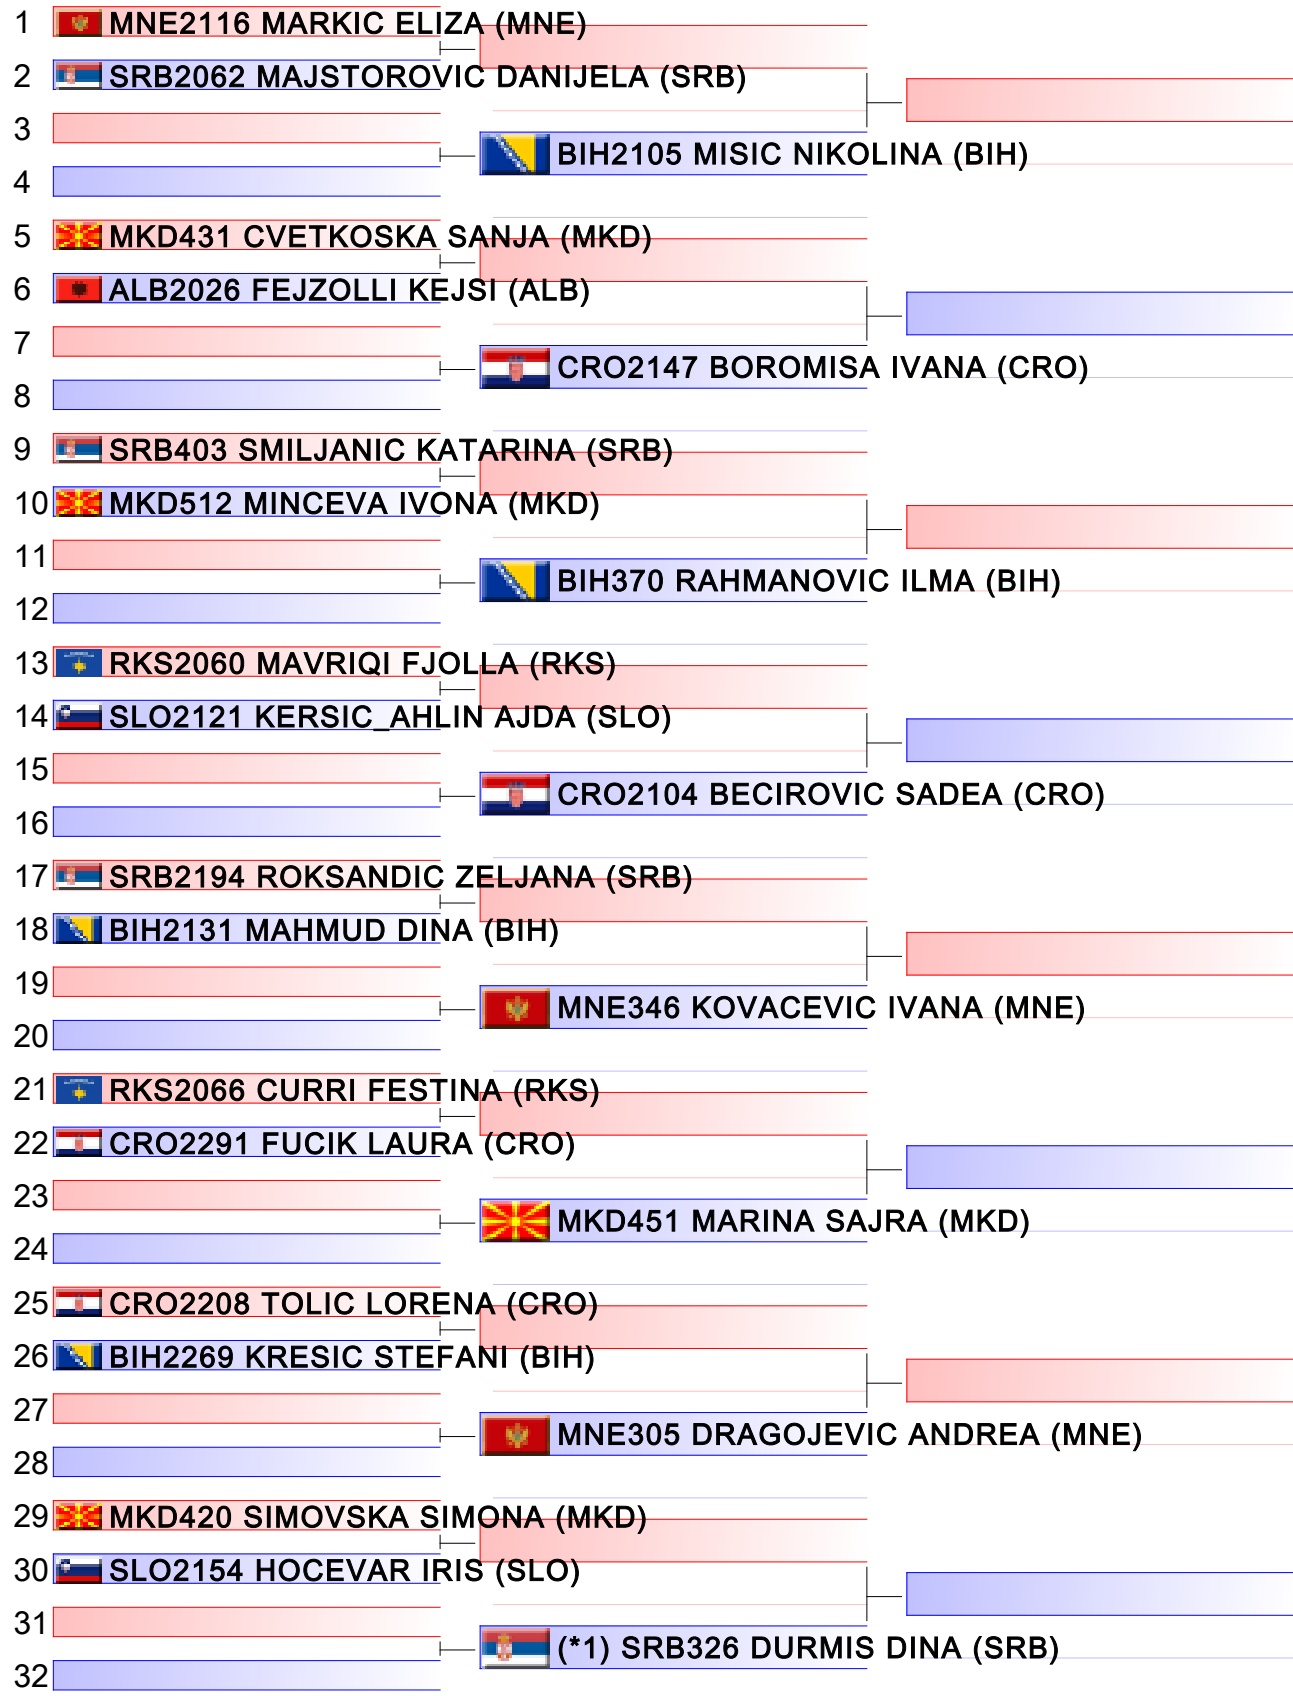 1 MNE2116 MARKIC ELIZA (MNE)
2 SRB2062 MAJSTOROVIC DANIJELA (SRB)
3
BIH2105 MISIC NIKOLINA (BIH)
4
5 MKD431 CVETKOSKA SANJA (MKD)
6 ALB2026 FEJZOLLI KEJSI (ALB)
7
CRO2147 BOROMISA IVANA (CRO)
8
9 SRB403 SMILJANIC KATARINA (SRB)
10 MKD512 MINCEVA IVONA (MKD)
11
BIH370 RAHMANOVIC ILMA (BIH)
12
13 RKS2060 MAVRIQI FJOLLA (RKS)
14 SLO2121 KERSIC_AHLIN AJDA (SLO)
15
CRO2104 BECIROVIC SADEA (CRO)
16
17 SRB2194 ROKSANDIC ZELJANA (SRB)
18 BIH2131 MAHMUD DINA (BIH)
19
MNE346 KOVACEVIC IVANA (MNE)
20
21 RKS2066 CURRI FESTINA (RKS)
22 CRO2291 FUCIK LAURA (CRO)
23
MKD451 MARINA SAJRA (MKD)
24
25 CRO2208 TOLIC LORENA (CRO)
26 BIH2269 KRESIC STEFANI (BIH)
27
MNE305 DRAGOJEVIC ANDREA (MNE)
28
29 MKD420 SIMOVSKA SIMONA (MKD)
30 SLO2154 HOCEVAR IRIS (SLO)
31
(*1) SRB326 DURMIS DINA (SRB)
32